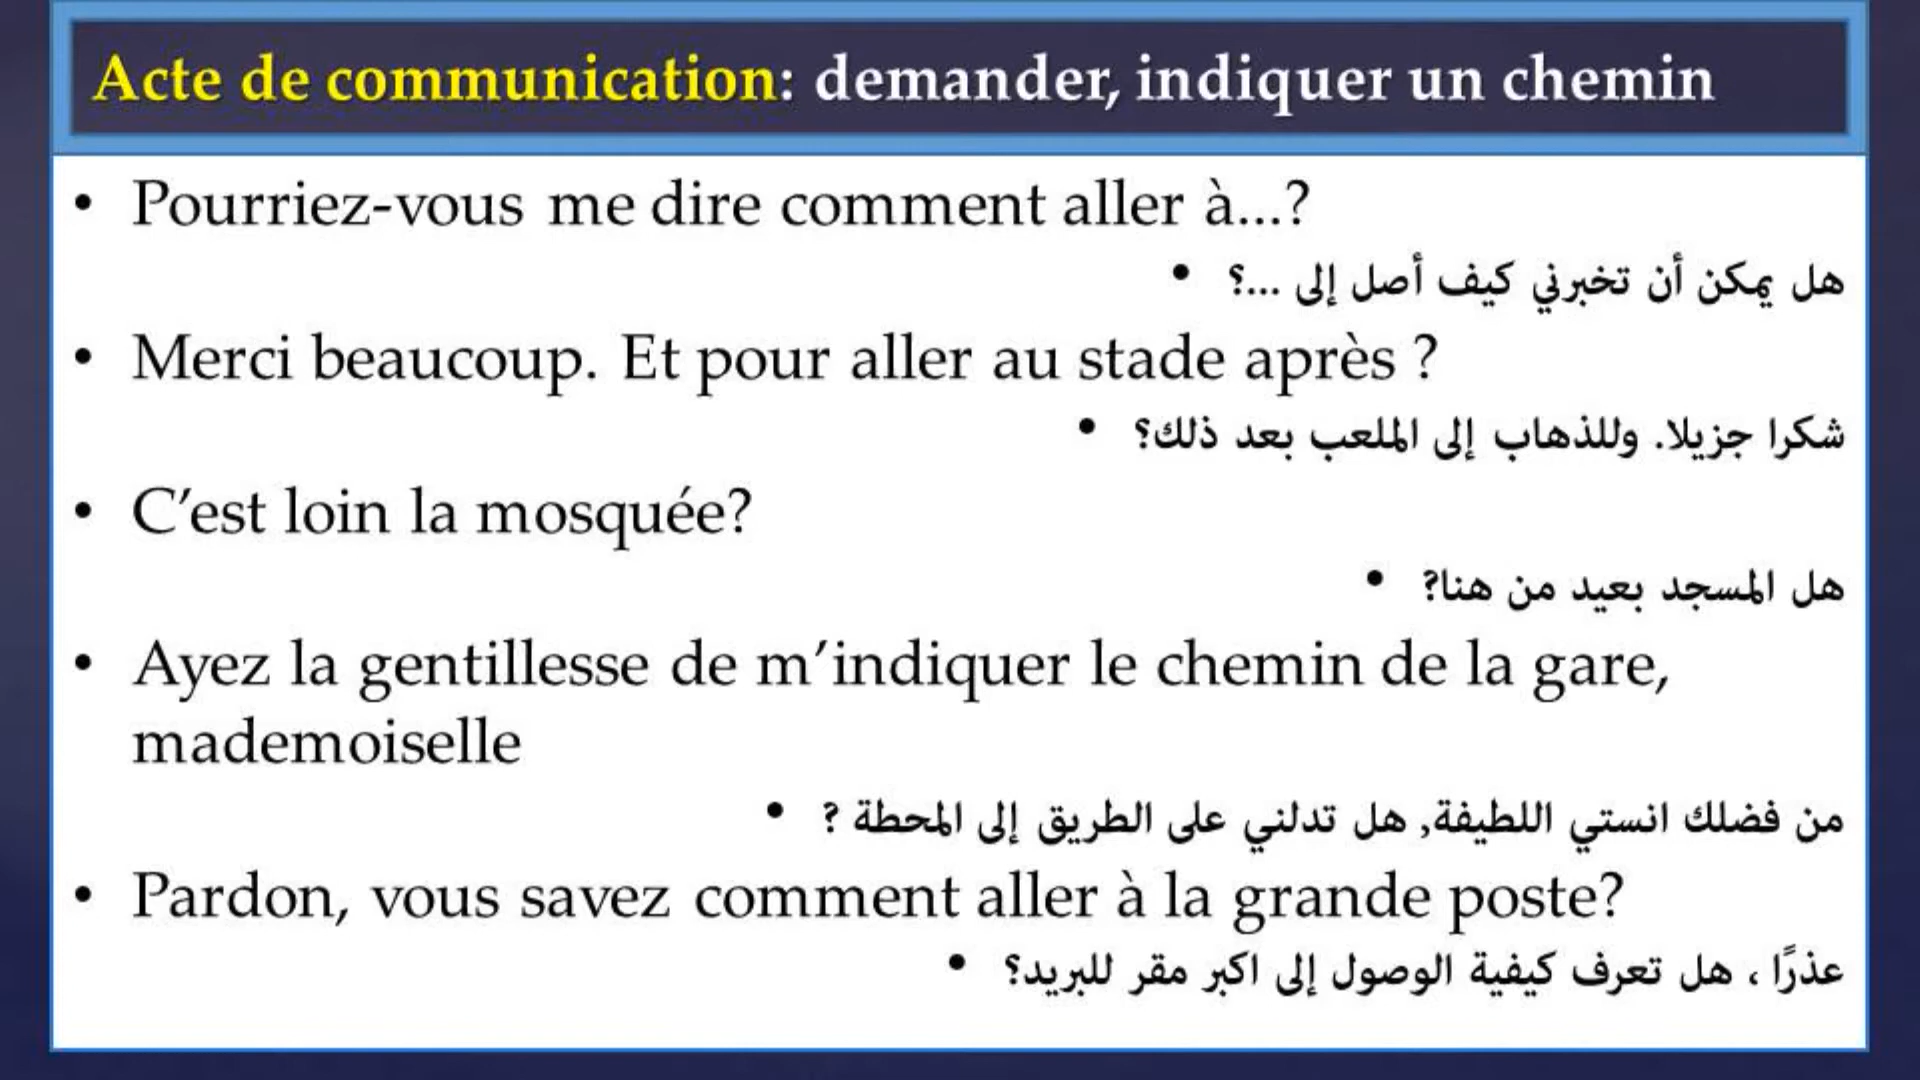 Acte de communication: demander, indiquer un chemin
• Pourriez-vous me dire comment aller à...?
• هل يمكن أن تخبرني كيف أصل إلى ...؟
• Merci beaucoup. Et pour aller au stade après ?
• شكرا جزيلا. وللذهاب إلى الملعب بعد ذلك؟
• C’est loin la mosquée?
• هل المسجد بعيد من هنا?
• Ayez la gentillesse de m’indiquer le chemin de la gare,
mademoiselle
• من فضلك انستي اللطيفة, هل تدلني على الطريق إلى المحطة ?
• Pardon, vous savez comment aller à la grande poste?
• عذرًا ، هل تعرف كيفية الوصول إلى اكبر مقر للبريد؟